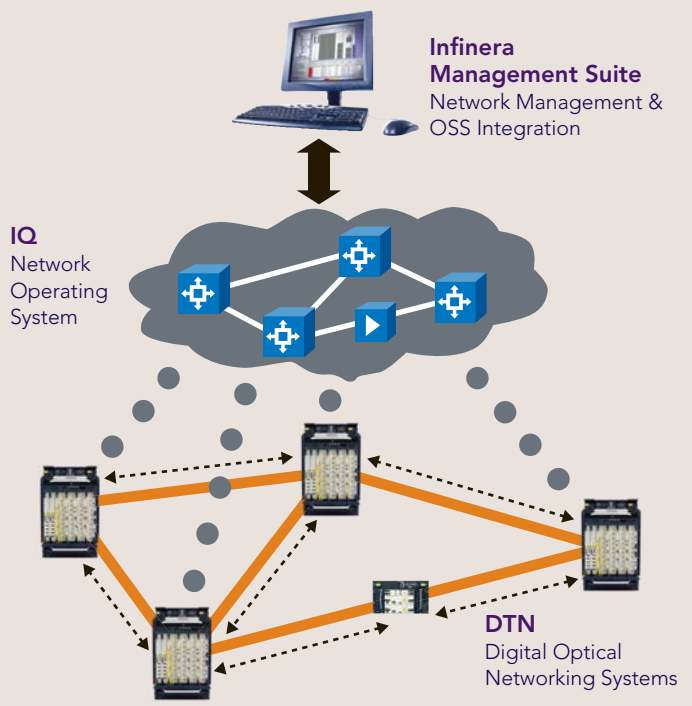 Infinera
Management Suite
Network Management &
OSS Integration
IQ
Network
Operating
System
DTN
Digital Optical
Networking Systems